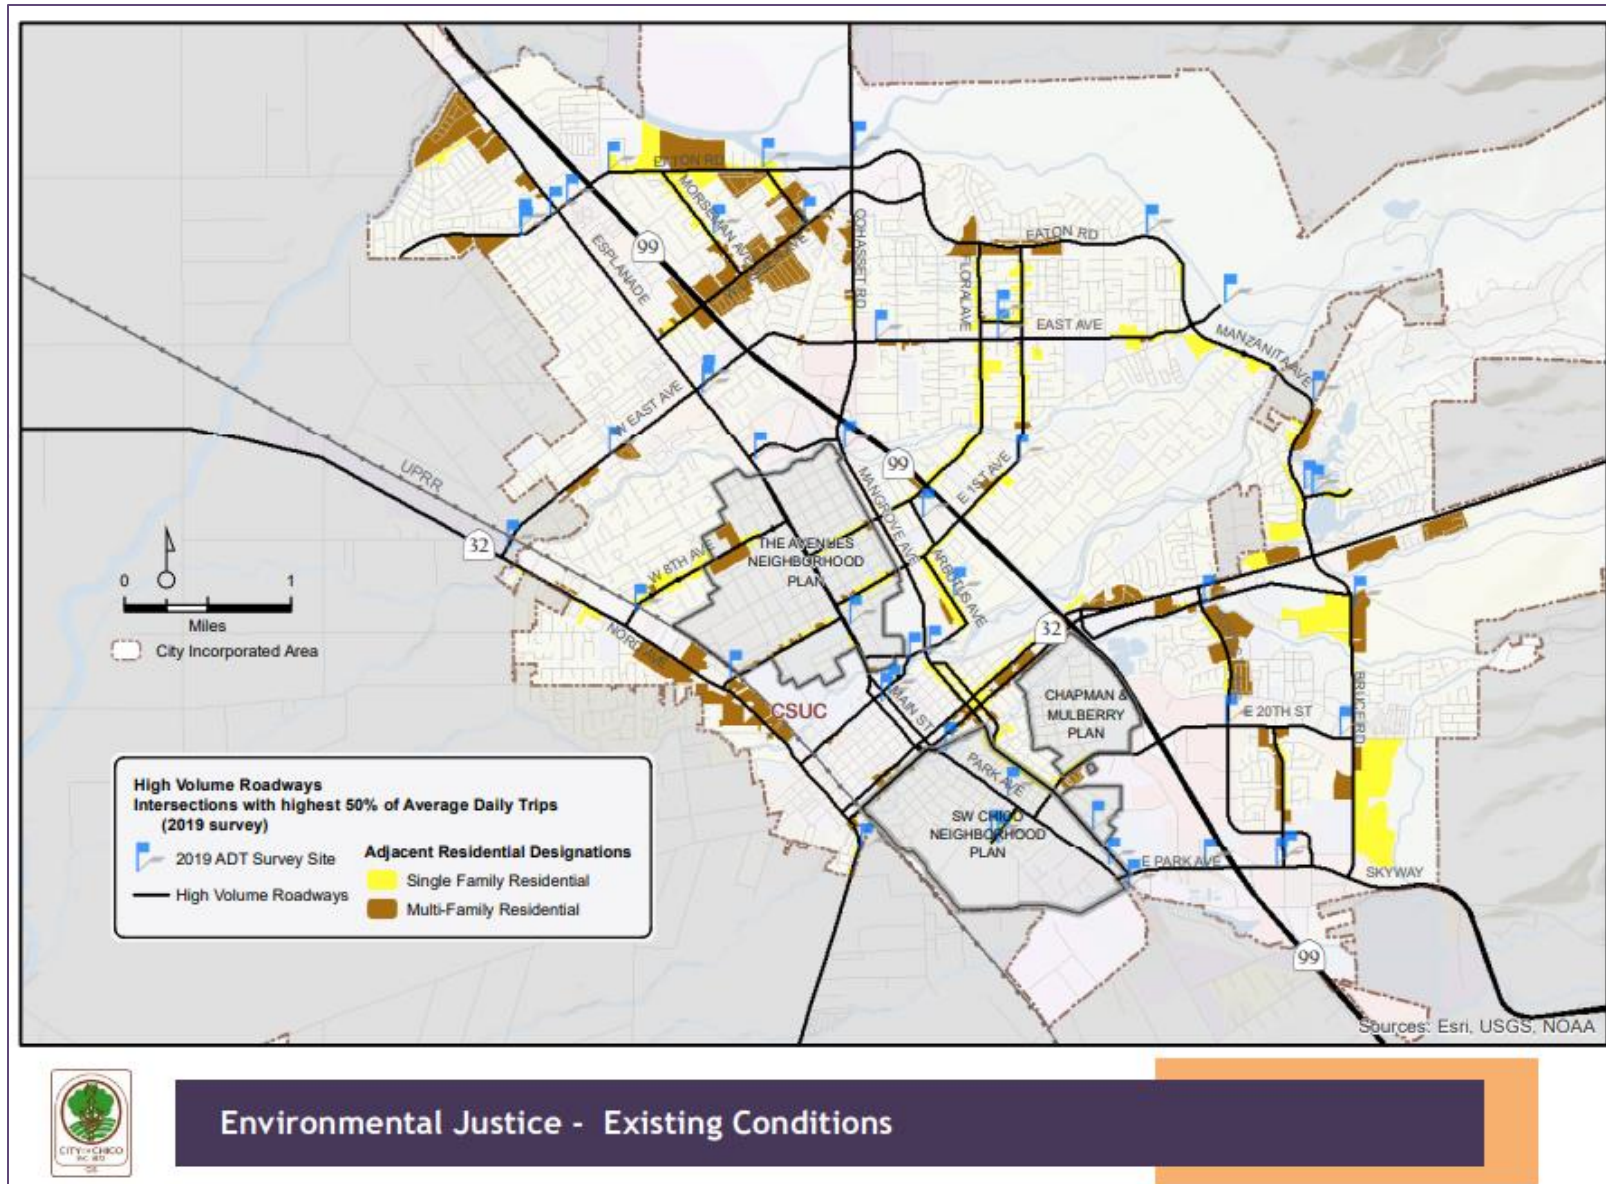 EATON RD
MORSEMAN AVE
99
ESPLANADE
COHASSET RD
EATON RD
FLORAL AVE
EAST AVE
MANZANITA AVE
W EAST AVE
UPRR
99
MANGROVE AVE
E 1ST AVE
32
THE AVENUES
NEIGHBORHOOD
PLAN
W 8TH AVE
ARBUTUS AVE
0 1
Miles
City Incorporated Area
NORD AVE
32
CSUC
MAIN ST
CHAPMAN &
MULBERRY
PLAN
E 20TH ST
BRUCE RD
PARK AVE
SW CHICO
NEIGHBORHOOD
PLAN
E PARK AVE
SKYWAY
99
High Volume Roadways
Intersections with highest 50% of Average Daily Trips
(2019 survey)
2019 ADT Survey Site
High Volume Roadways
Adjacent Residential Designations
Single Family Residential
Multi-Family Residential
Sources: Esri, USGS, NOAA
CITY OF CHICO
INC. 1872
Environmental Justice - Existing Conditions